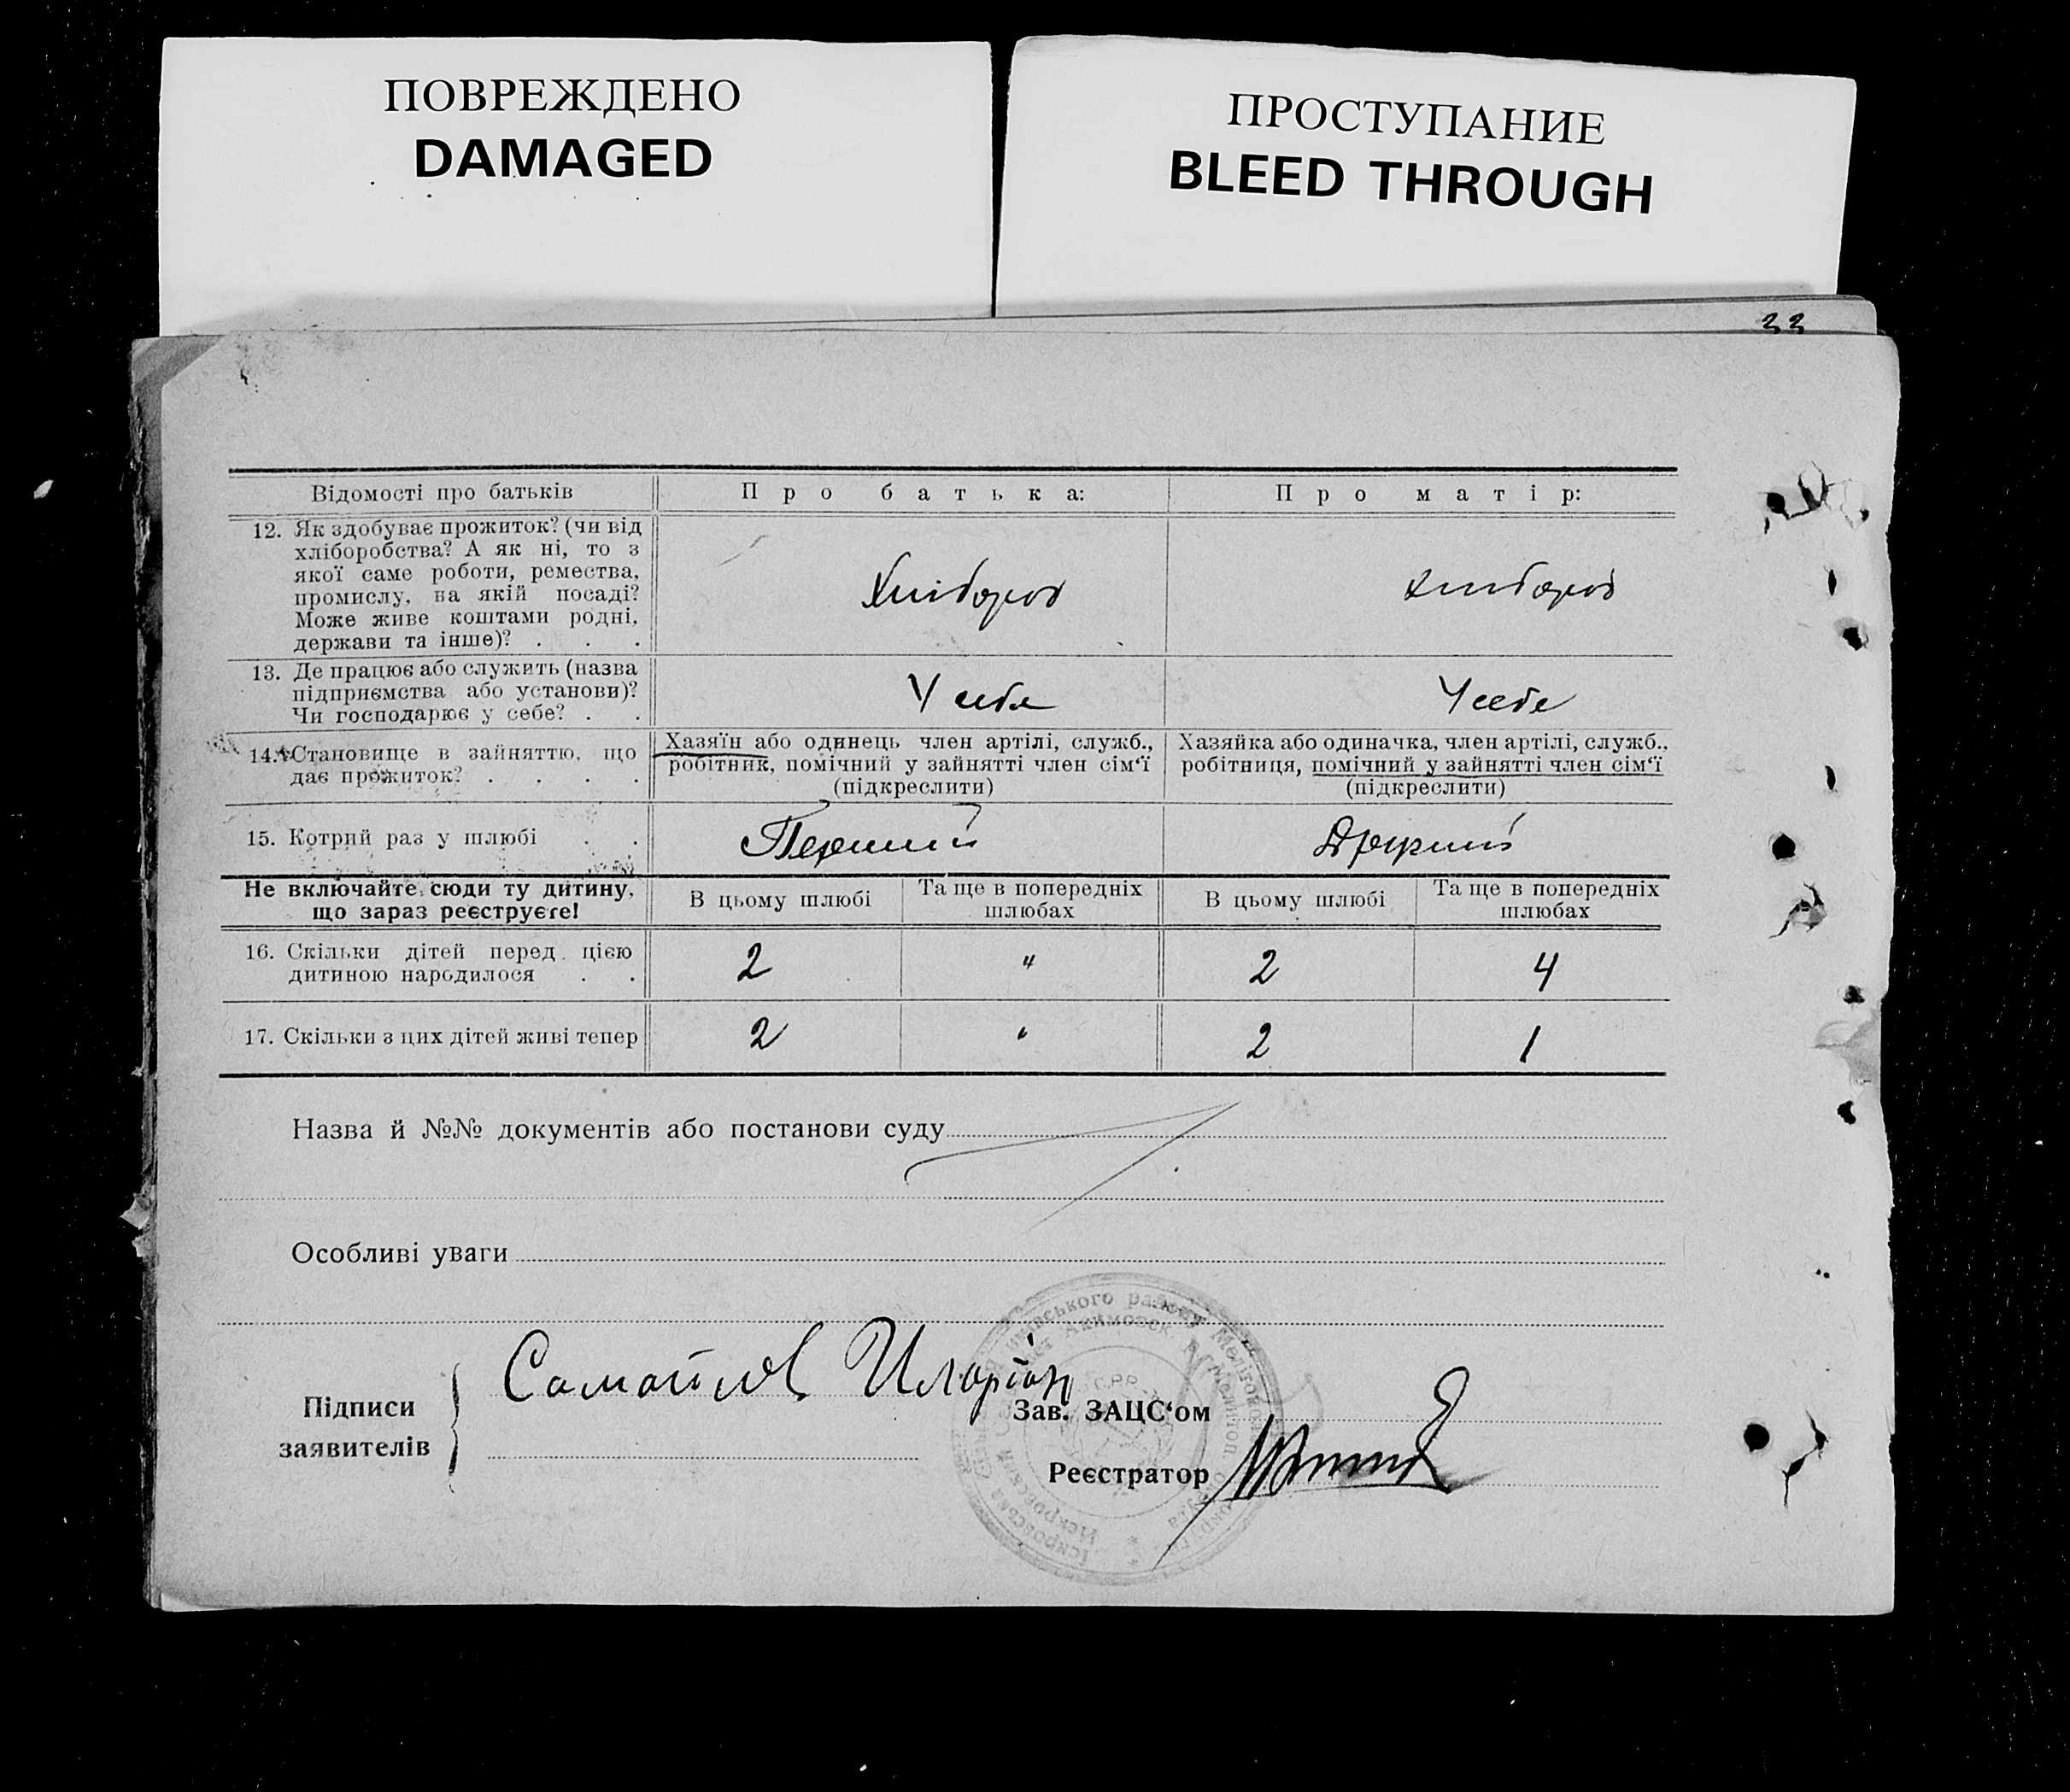 ПОВРЕЖДЕНО
DAMAGED
ПРОСТУПАНИЕ
BLEED THROUGH
33
Відомості про батьків
Про батька:
Про матір:
12. Як здобуває прожиток? (чи від
хліборобства? А як ні, то з
якої саме роботи, ремества,
промислу, на якій посаді?
Може живе коштами родні,
держави та інше)? . . .
Хлібороб
хлібороб
13. Де працює або служить (назва
підприємства або установи)?
Чи господарює у себе? . .
У себя
У себе
14. Становище в зайняттю, що
дає прожиток? . . . .
Хазяїн або одинець член артілі, служб.,
робітник, помічний у зайнятті член сім‘ї
(підкреслити)
Хазяйка або одиначка, член артілі, служб.,
робітниця, помічний у зайнятті член сім‘ї
(підкреслити)
15. Котрий раз у шлюбі . .
Перший
Другий
Не включайте сюди ту дитину,
що зараз реєструєте!
В цьому шлюбі
Та ще в попередніх
шлюбах
В цьому шлюбі
Та ще в попередніх
шлюбах
16. Скільки дітей перед цією
дитиною народилося . .
2 " 2 4
17. Скільки з цих дітей живі тепер
2 " 2 1
Назва й №№ документів або постанови суду
Особливі уваги
Підписи
заявителів
Самойлов Иларіон
Зав. ЗАЦС‘ом
Реєстратор